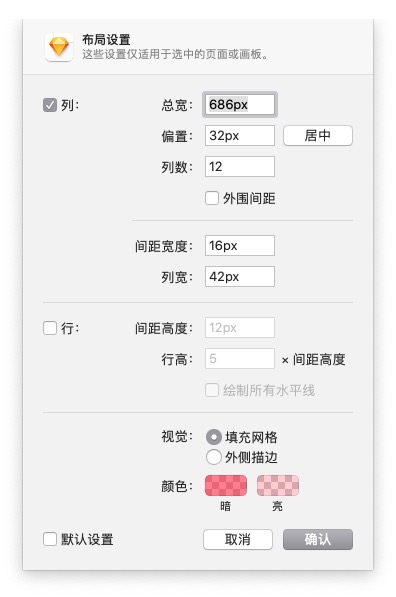 布局设置
这些设置仅适用于选中的页面或画板。
列: 总宽: 686px
偏置: 32px 居中
列数: 12
外围间距
间距宽度: 16px
列宽: 42px
行: 间距高度: 12px
行高: 5 × 间距高度
绘制所有水平线
视觉: 填充网格
外侧描边
颜色:
暗 亮
默认设置 取消 确认